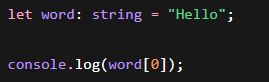 let word: string = "Hello";
console.log(word[0]);